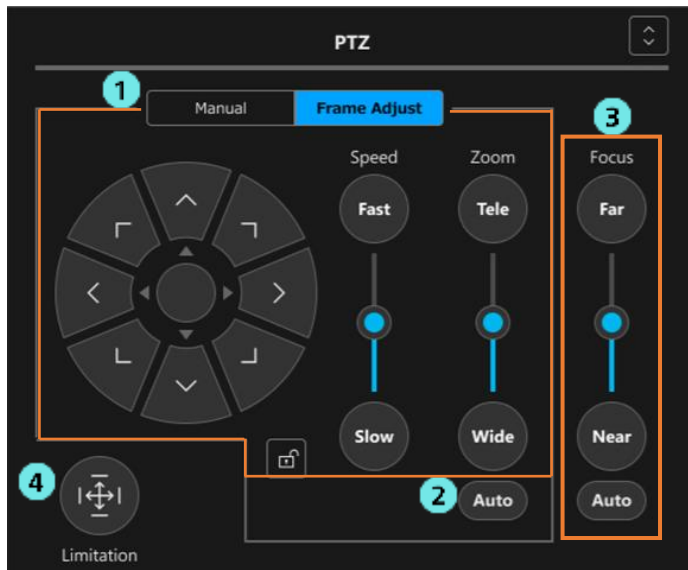 PTZ
1
Manual Frame Adjust
3
Speed Zoom Focus
Fast Tele Far
Slow Wide Near
4
2
Auto Auto
Limitation